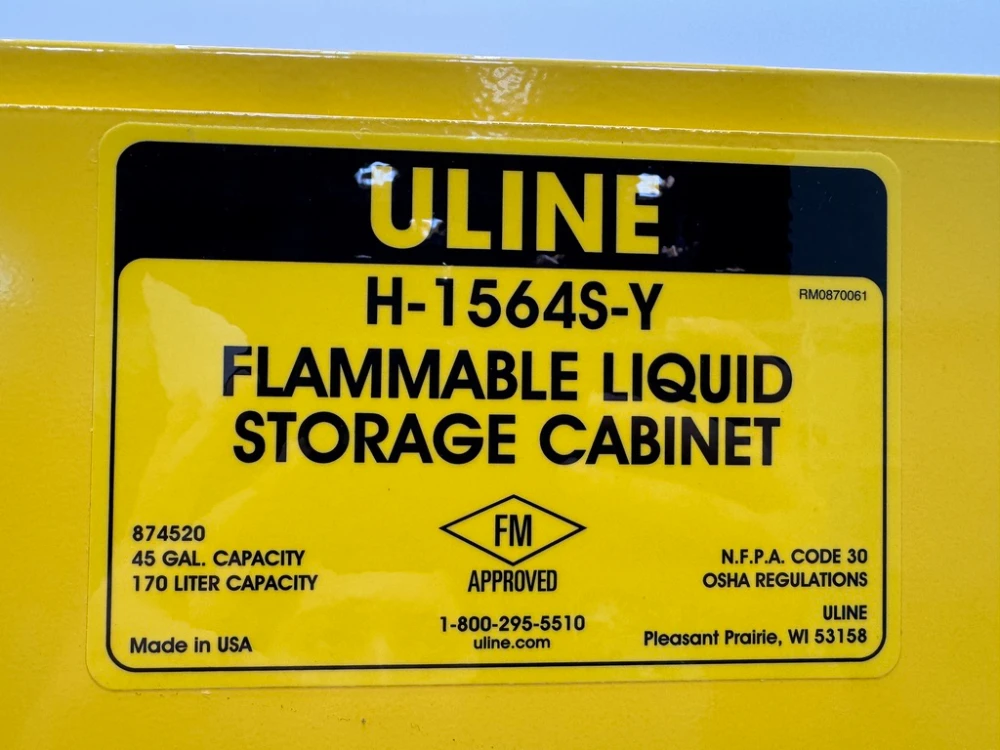 ULINE
H-1564S-Y
RM0870061
FLAMMABLE LIQUID
STORAGE CABINET
874520
45 GAL. CAPACITY
170 LITER CAPACITY
Made in USA
FM
APPROVED
1-800-295-5510
uline.com
N.F.P.A. CODE 30
OSHA REGULATIONS
ULINE
Pleasant Prairie, WI 53158